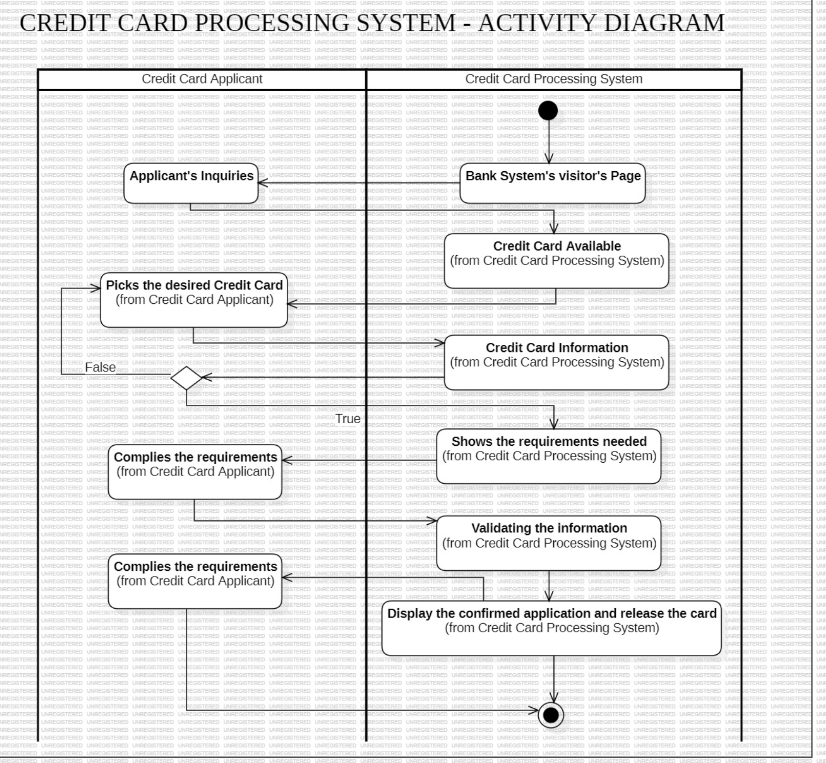 CREDIT CARD PROCESSING SYSTEM - ACTIVITY DIAGRAM
Credit Card Applicant
Credit Card Processing System
Applicant's Inquiries
Bank System's visitor's Page
Credit Card Available
(from Credit Card Processing System)
Picks the desired Credit Card
(from Credit Card Applicant)
Credit Card Information
(from Credit Card Processing System)
False
True
Shows the requirements needed
(from Credit Card Processing System)
Complies the requirements
(from Credit Card Applicant)
Validating the information
(from Credit Card Processing System)
Complies the requirements
(from Credit Card Applicant)
Display the confirmed application and release the card
(from Credit Card Processing System)
UNREGISTERED